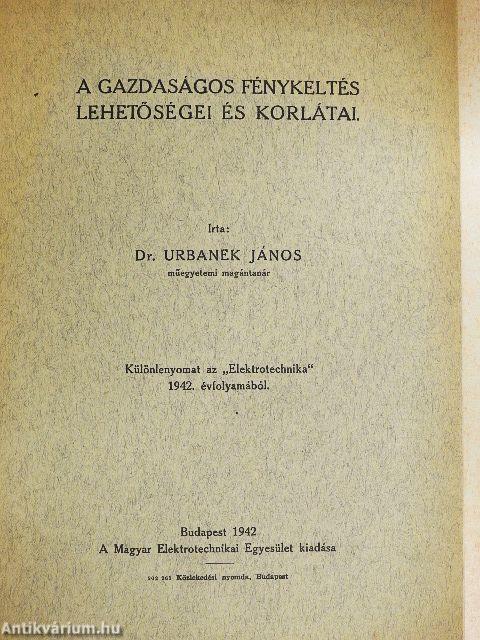 A GAZDASÁGOS FÉNYKELTÉS
LEHETŐSÉGEI ÉS KORLÁTAI.
Irta:
Dr. URBANEK JÁNOS
műegyetemi magántanár
Különlenyomat az „Elektrotechnika“
1942. évfolyamából.
Budapest 1942
A Magyar Elektrotechnikai Egyesület kiadása
Közlekedési nyomda, Budapest
Antikvárium.hu